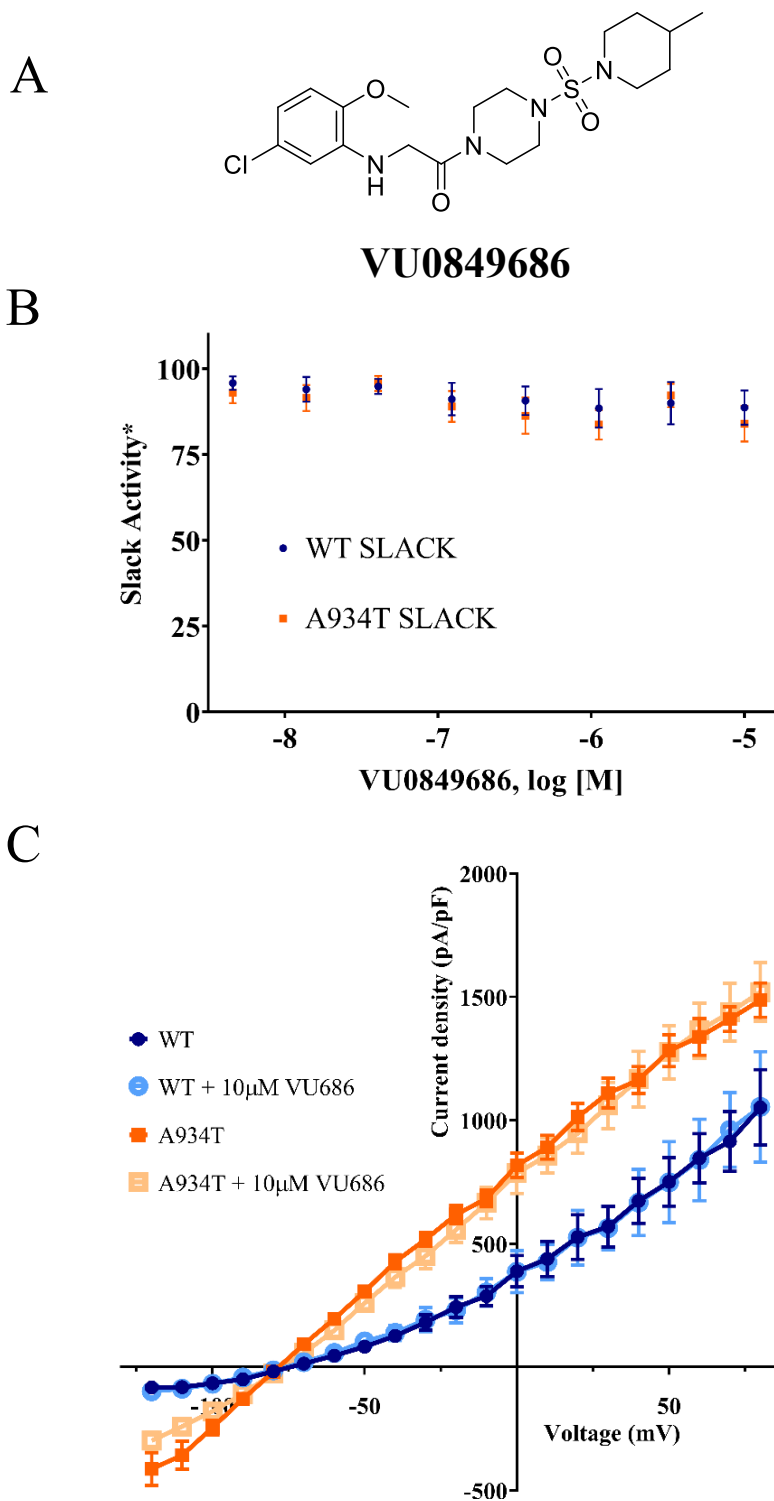 A
O
O
S
O
N
N
N
N
H
O
Cl
VU0849686
B
100
75
50
25
0
Slack Activity*
WT SLACK
A934T SLACK
-8
-7
-6
-5
VU0849686, log [M]
C
2000
1500
1000
500
-500
Current density (pA/pF)
WT
WT + 10μM VU686
A934T
A934T + 10μM VU686
-100
-50
50
Voltage (mV)